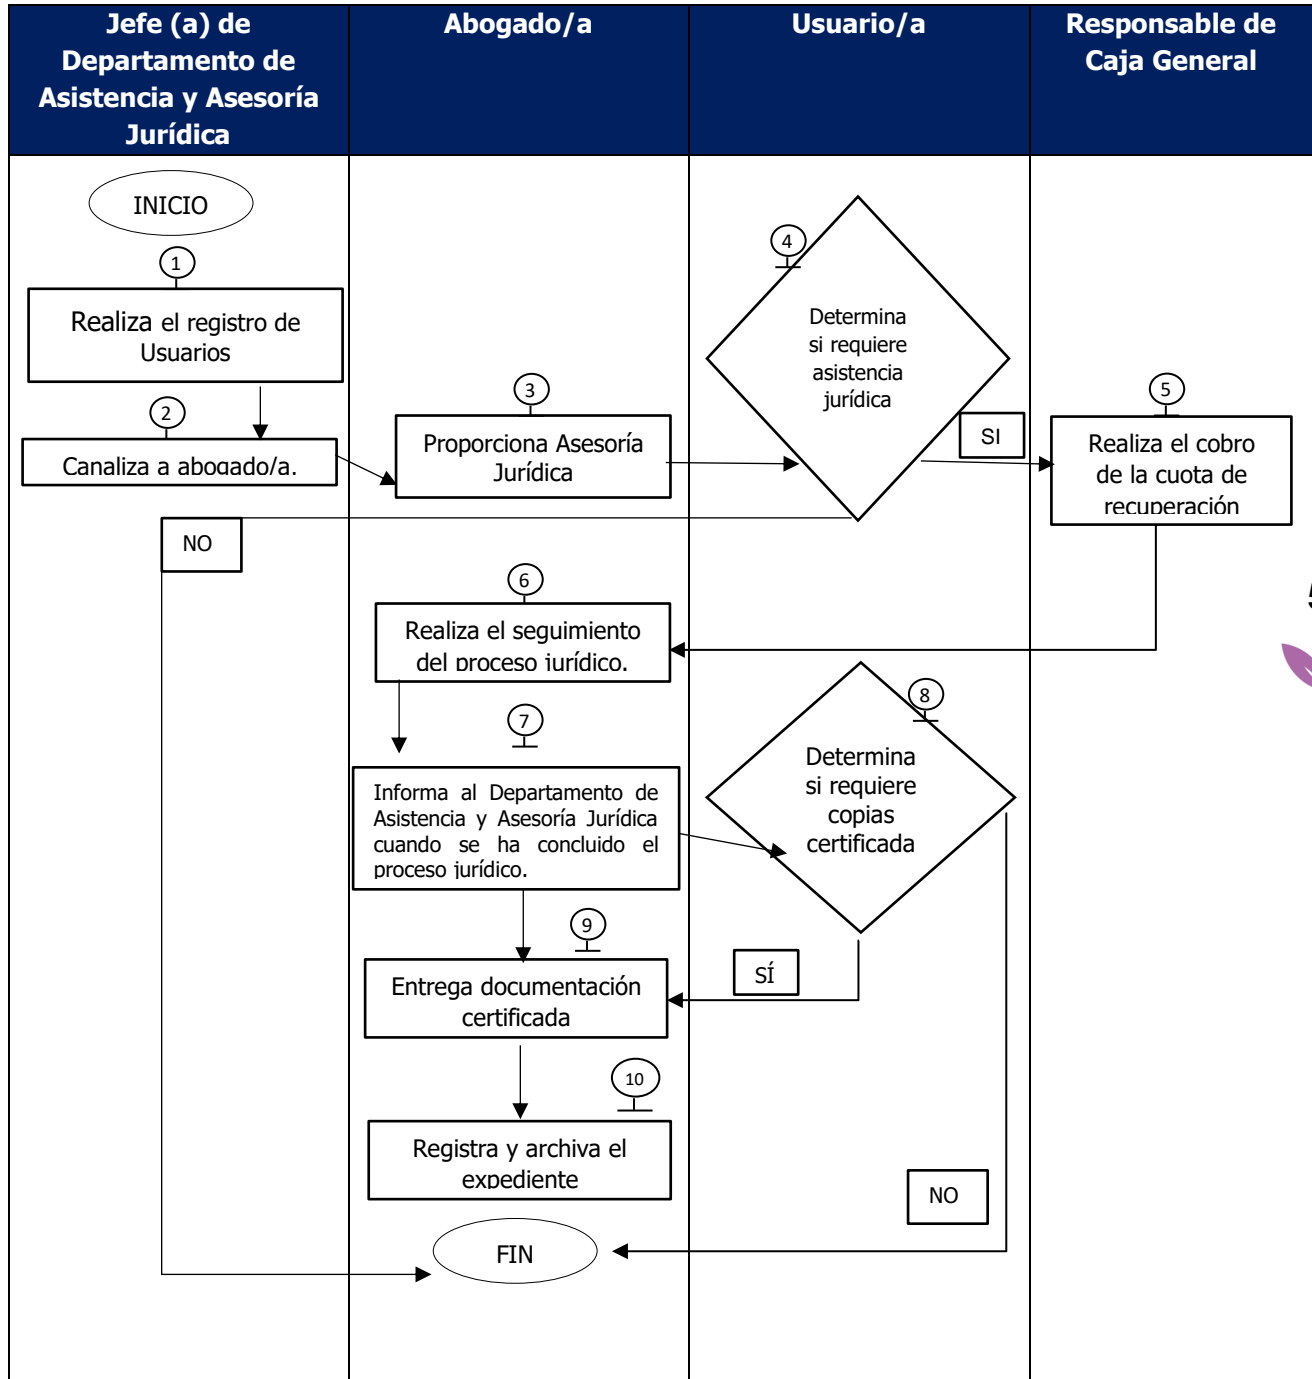 Jefe (a) de
Departamento de
Asistencia y Asesoría
Jurídica
Abogado/a
Usuario/a
Responsable de
Caja General
INICIO
1
Realiza el registro de
Usuarios
2
Canaliza a abogado/a.
3
Proporciona Asesoría
Jurídica
4
Determina
si requiere
asistencia
jurídica
SI
5
Realiza el cobro
de la cuota de
recuperación
NO
6
Realiza el seguimiento
del proceso jurídico.
7
Informa al Departamento de
Asistencia y Asesoría Jurídica
cuando se ha concluido el
proceso jurídico.
8
Determina
si requiere
copias
certificada
SÍ
9
Entrega documentación
certificada
10
Registra y archiva el
expediente
NO
FIN